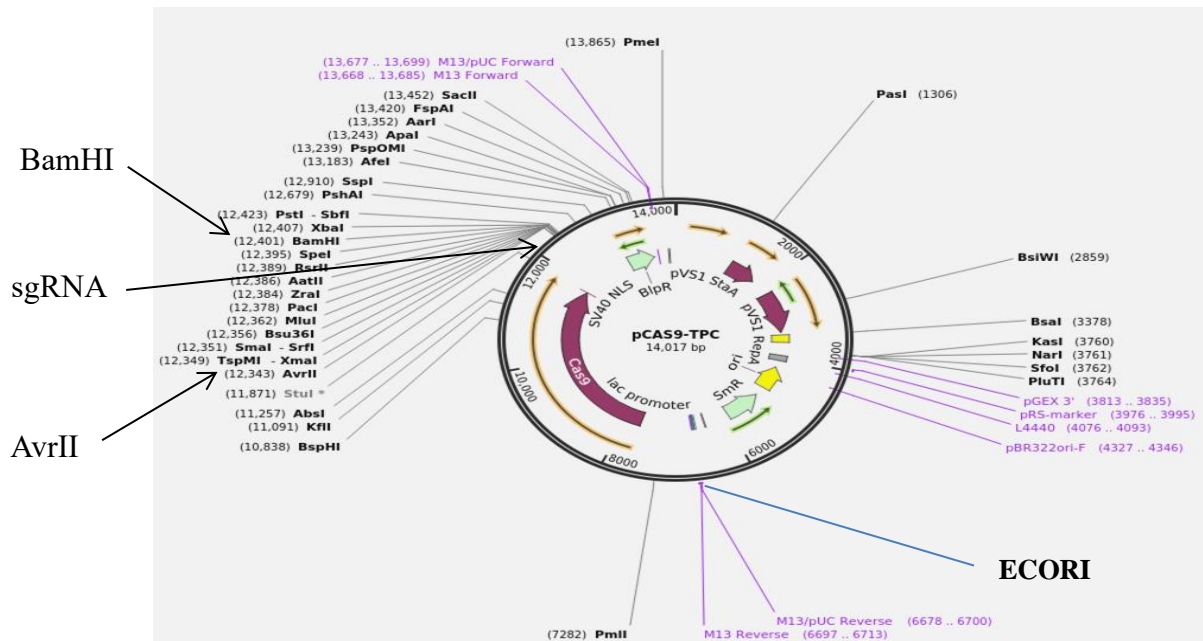 (13,865) PmeI
(13,677 .. 13,699) M13/pUC Forward
(13,668 .. 13,685) M13 Forward
(13,452) SacII
(13,420) FspAI
(13,352) AarI
(13,243) ApaI
(13,239) PspOMI
(13,183) AfeI
(12,910) SspI
(12,679) PshAI
(12,423) PstI - SbfI
(12,407) XbaI
(12,401) BamHI
(12,395) SpeI
(12,389) RsrII
(12,386) AatII
(12,384) ZraI
(12,378) PacI
(12,362) MluI
(12,356) Bsu36I
(12,351) SmaI - SrfI
(12,349) TspMI - XmaI
(12,343) AvrII
(11,871) StuI *
(11,257) AbsI
(11,091) KflI
(10,838) BspHI
BamHI
sgRNA
AvrII
PasI (1306)
BsiWI (2859)
BsaI (3378)
KasI (3760)
NarI (3761)
SfoI (3762)
PluTI (3764)
pGEX 3' (3813 .. 3835)
pRS-marker (3976 .. 3995)
L4440 (4076 .. 4093)
pBR322ori-F (4327 .. 4346)
14,000
2000
4000
6000
8000
10,000
12,000
pVS1 StaA
pVS1 RepA
ori
SmR
lac promoter
Cas9
SV40 NLS
BlpR
pCAS9-TPC
14,017 bp
ECORI
M13/pUC Reverse (6678 .. 6700)
M13 Reverse (6697 .. 6713)
(7282) PmlI